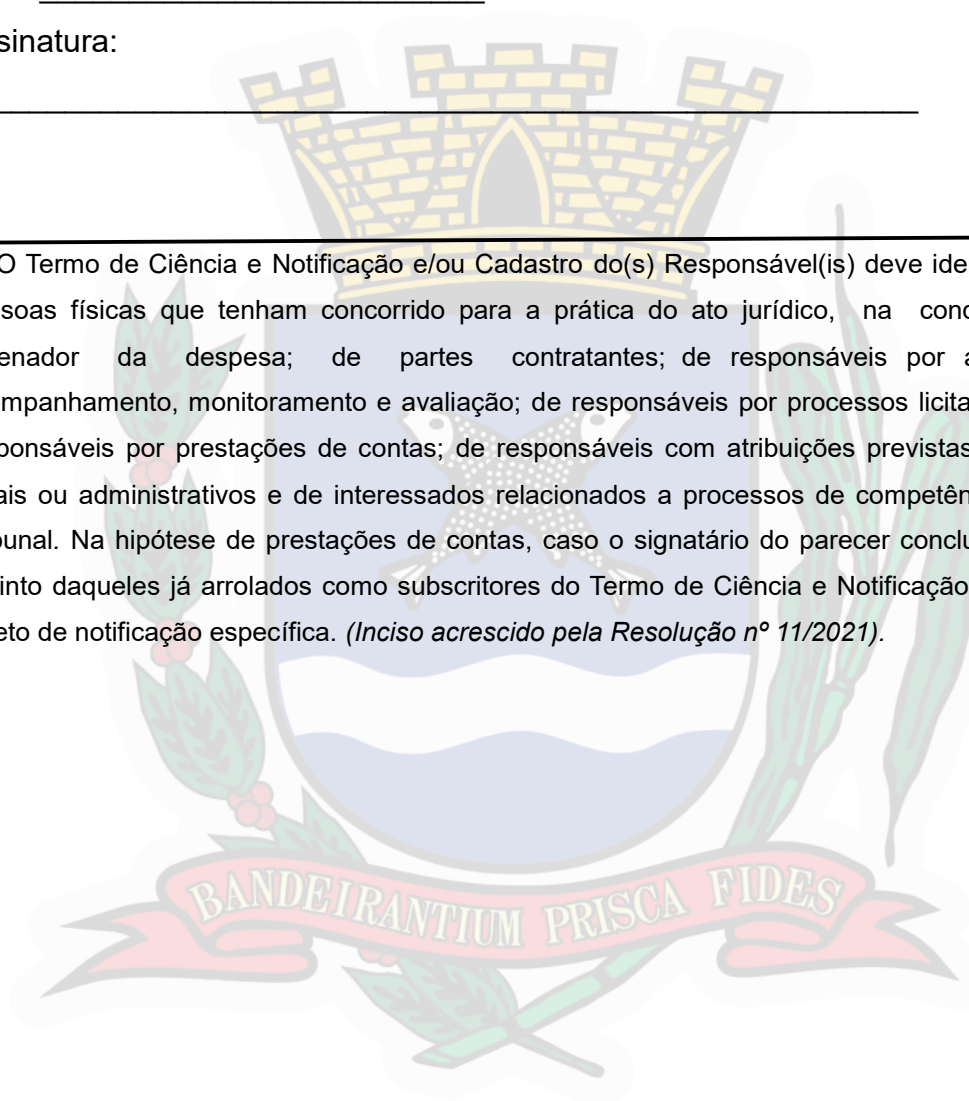 sinatura:
O Termo de Ciência e Notificação e/ou Cadastro do(s) Responsável(is) deve ide
soas físicas que tenham concorrido para a prática do ato jurídico, na conc
enador da despesa; de partes contratantes; de responsáveis por a
mpanhamento, monitoramento e avaliação; de responsáveis por processos licita
ponsáveis por prestações de contas; de responsáveis com atribuições previstas
ais ou administrativos e de interessados relacionados a processos de competên
bunal. Na hipótese de prestações de contas, caso o signatário do parecer conclu
into daqueles já arrolados como subscritores do Termo de Ciência e Notificação
eto de notificação específica. (Inciso acrescido pela Resolução nº 11/2021).
BANDEIRANTIUM PRISCA FIDES